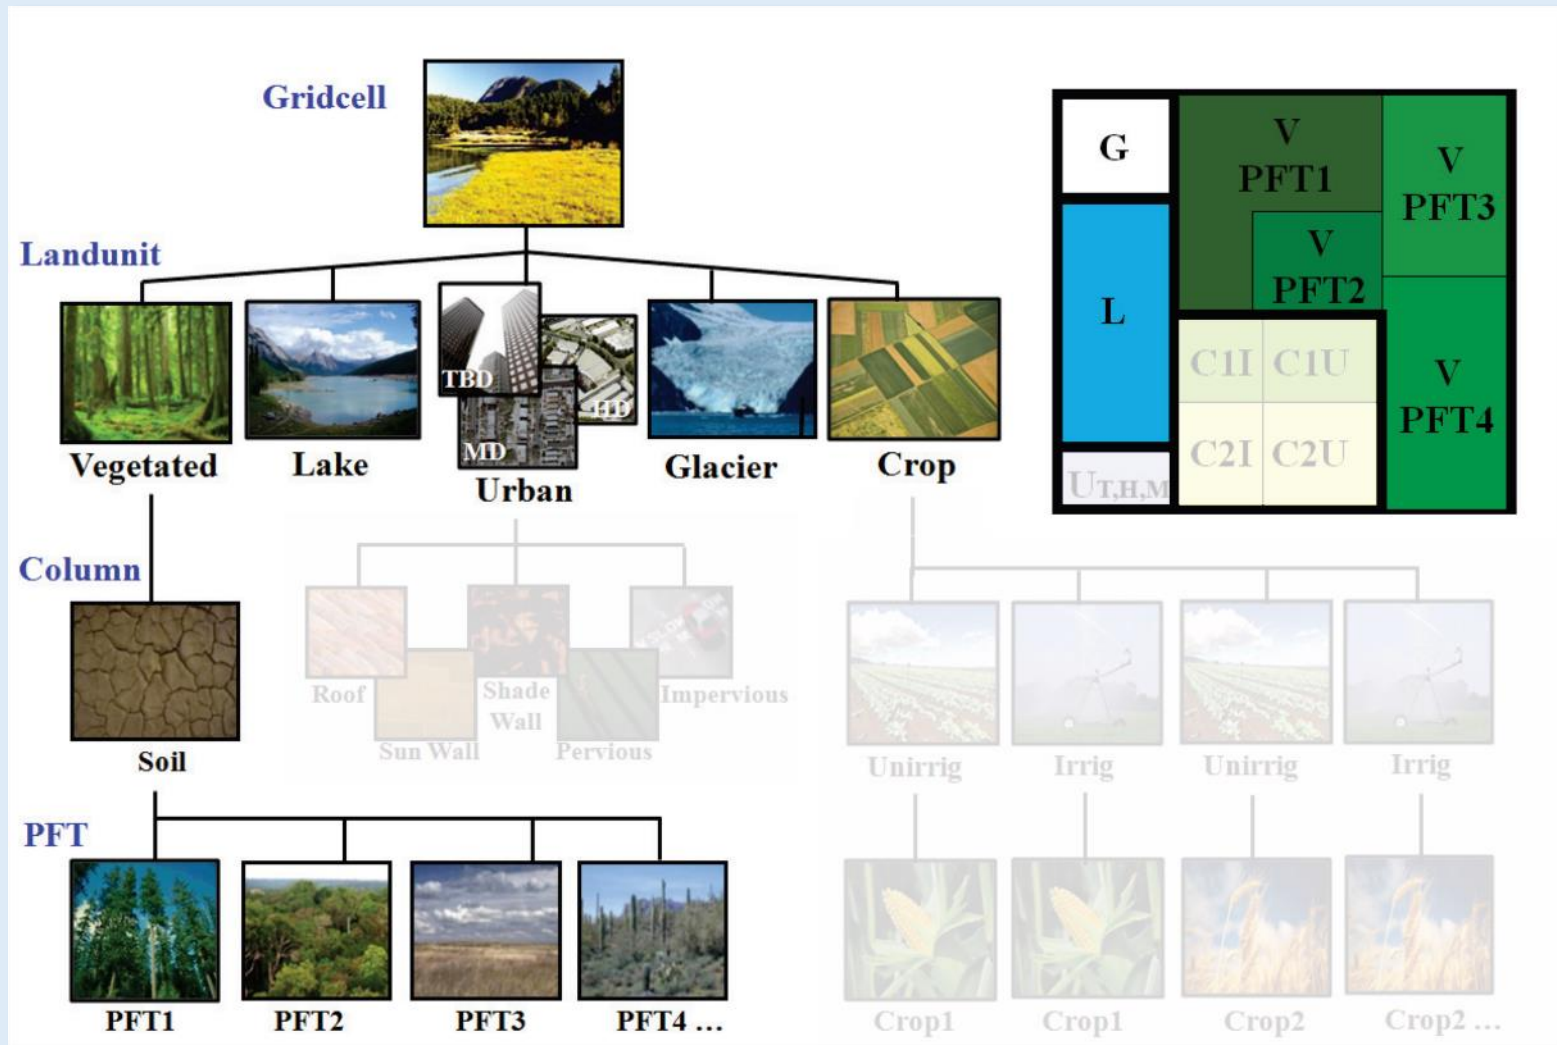 Gridcell
G
V
PFT1
V
PFT3
V
PFT2
L
C1I
C1U
V
PFT4
C2I
C2U
UT,H,M
Landunit
TBD
HD
MD
Vegetated
Lake
Urban
Glacier
Crop
Column
Roof
Shade
Wall
Impervious
Sun Wall
Pervious
Soil
Unirrig
Irrig
Unirrig
Irrig
PFT
PFT1
PFT2
PFT3
PFT4 ...
Crop1
Crop1
Crop2
Crop2 ...